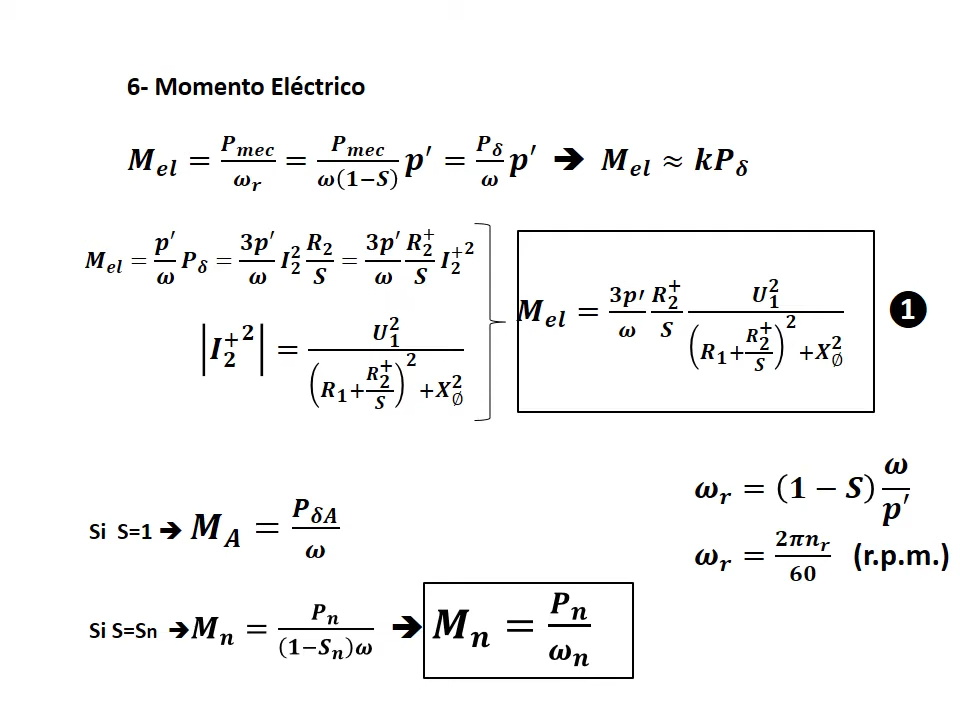 6- Momento Eléctrico
M_el = P_mec/ω_r = P_mec/(ω(1−S)) p′ = P_δ/ω p′ ➔ M_el ≈ kP_δ
M_el = p′/ω P_δ = 3p′/ω I_2^2 R_2/S = 3p′/ω R_2^+/S I_2^{+2}
|I_2^{+2}| = U_1^2/((R_1+R_2^+/S)^2+X_∅^2)
M_el = 3p′/ω R_2^+/S U_1^2/((R_1+R_2^+/S)^2+X_∅^2) ❶
ω_r = (1 − S) ω/p′
Si S=1 ➔ M_A = P_δA/ω
ω_r = 2πn_r/60 (r.p.m.)
Si S=Sn ➔ M_n = P_n/((1−S_n)ω) ➔ M_n = P_n/ω_n